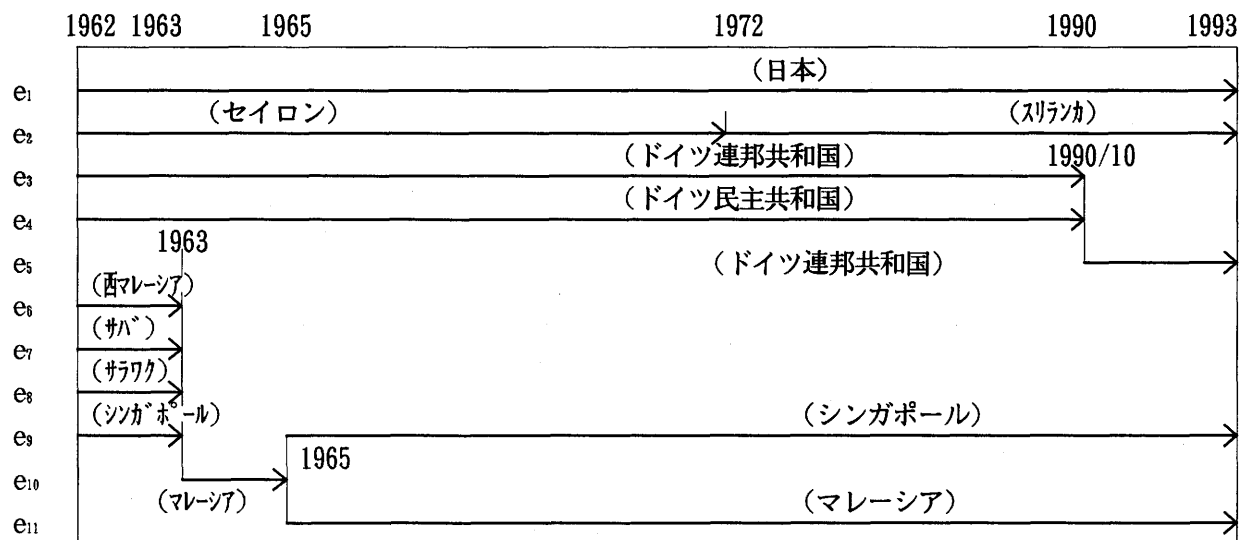 1962 1963 1965 1972 1990 1993
(日本)
e₁
(セイロン) (スリランカ)
e₂
(ドイツ連邦共和国) 1990/10
e₃
(ドイツ民主共和国)
e₄
1963
e₅ (ドイツ連邦共和国)
(西マレーシア)
e₆
(サバ)
e₇
(サラワク)
e₈
(シンガポール) (シンガポール)
e₉
1965
e₁₀
(マレーシア) (マレーシア)
e₁₁